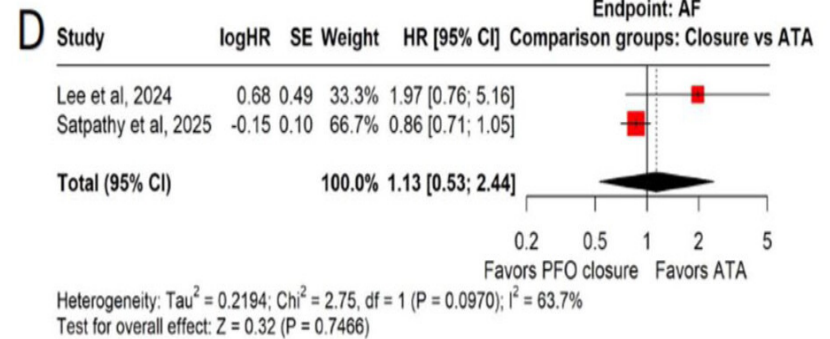 D
Endpoint: AF
Study logHR SE Weight HR [95% CI] Comparison groups: Closure vs ATA
Lee et al, 2024 0.68 0.49 33.3% 1.97 [0.76; 5.16]
Satpathy et al, 2025 -0.15 0.10 66.7% 0.86 [0.71; 1.05]
Total (95% CI) 100.0% 1.13 [0.53; 2.44]
0.2 0.5 1 2 5
Favors PFO closure Favors ATA
Heterogeneity: Tau² = 0.2194; Chi² = 2.75, df = 1 (P = 0.0970); I² = 63.7%
Test for overall effect: Z = 0.32 (P = 0.7466)